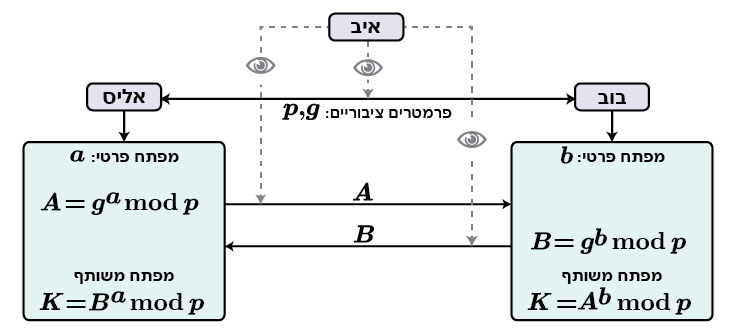 איב
אליס
בוב
פרמטרים ציבוריים: p,g
מפתח פרטי: a
A = g^a mod p
מפתח משותף
K = B^a mod p
A
B
מפתח פרטי: b
B = g^b mod p
מפתח משותף
K = A^b mod p